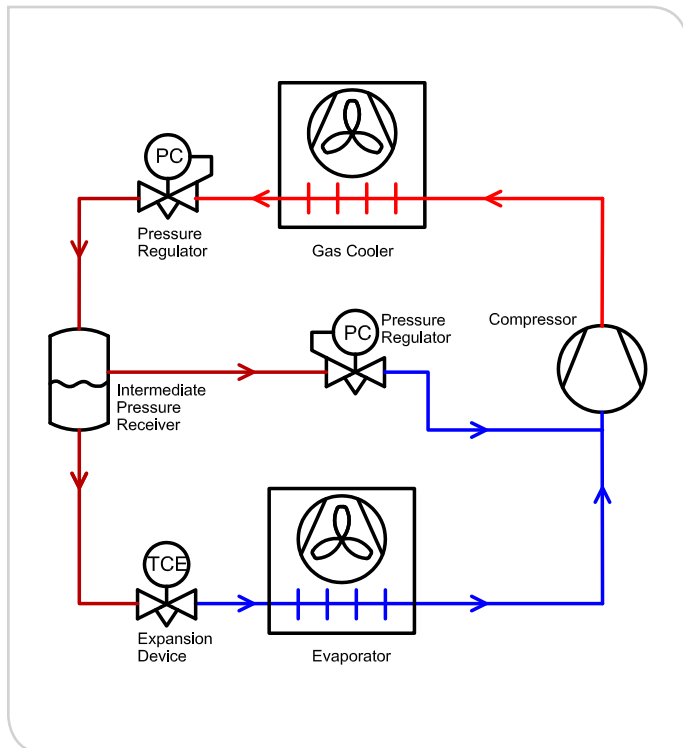 PC
Pressure
Regulator
Gas Cooler
PC
Pressure
Regulator
Compressor
Intermediate
Pressure
Receiver
TCE
Expansion
Device
Evaporator